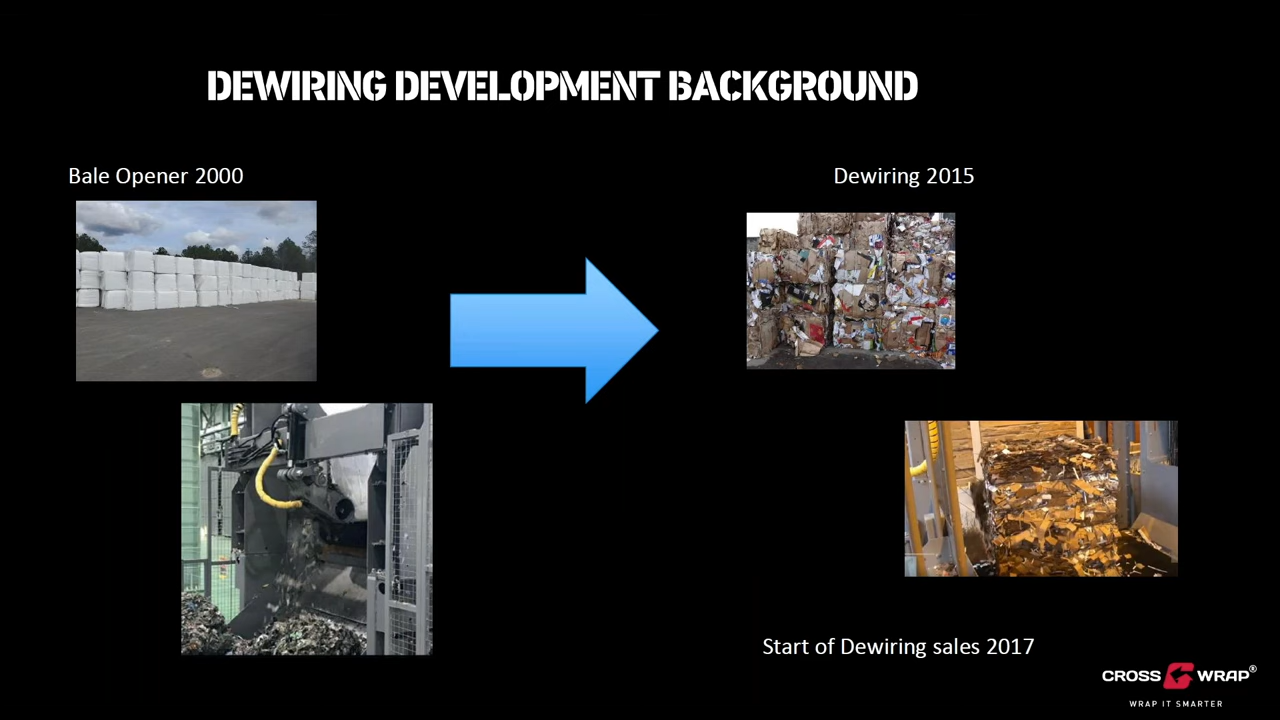 DEWIRING DEVELOPMENT BACKGROUND
Bale Opener 2000
Dewiring 2015
Start of Dewiring sales 2017
CROSS WRAP®
WRAP IT SMARTER